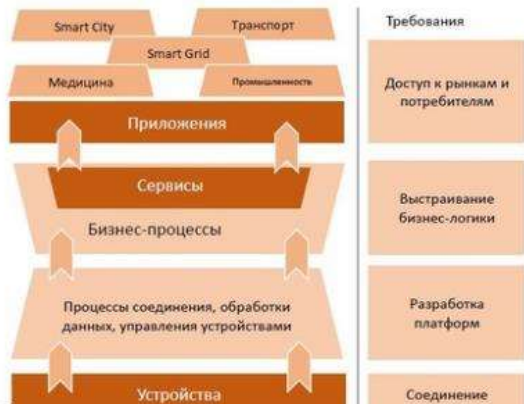 Smart City
Транспорт
Требования
Smart Grid
Медицина
Промышленность
Доступ к рынкам и
потребителям
Приложения
Сервисы
Бизнес-процессы
Выстраивание
бизнес-логики
Процессы соединения, обработки
данных, управления устройствами
Разработка
платформ
Устройства
Соединение